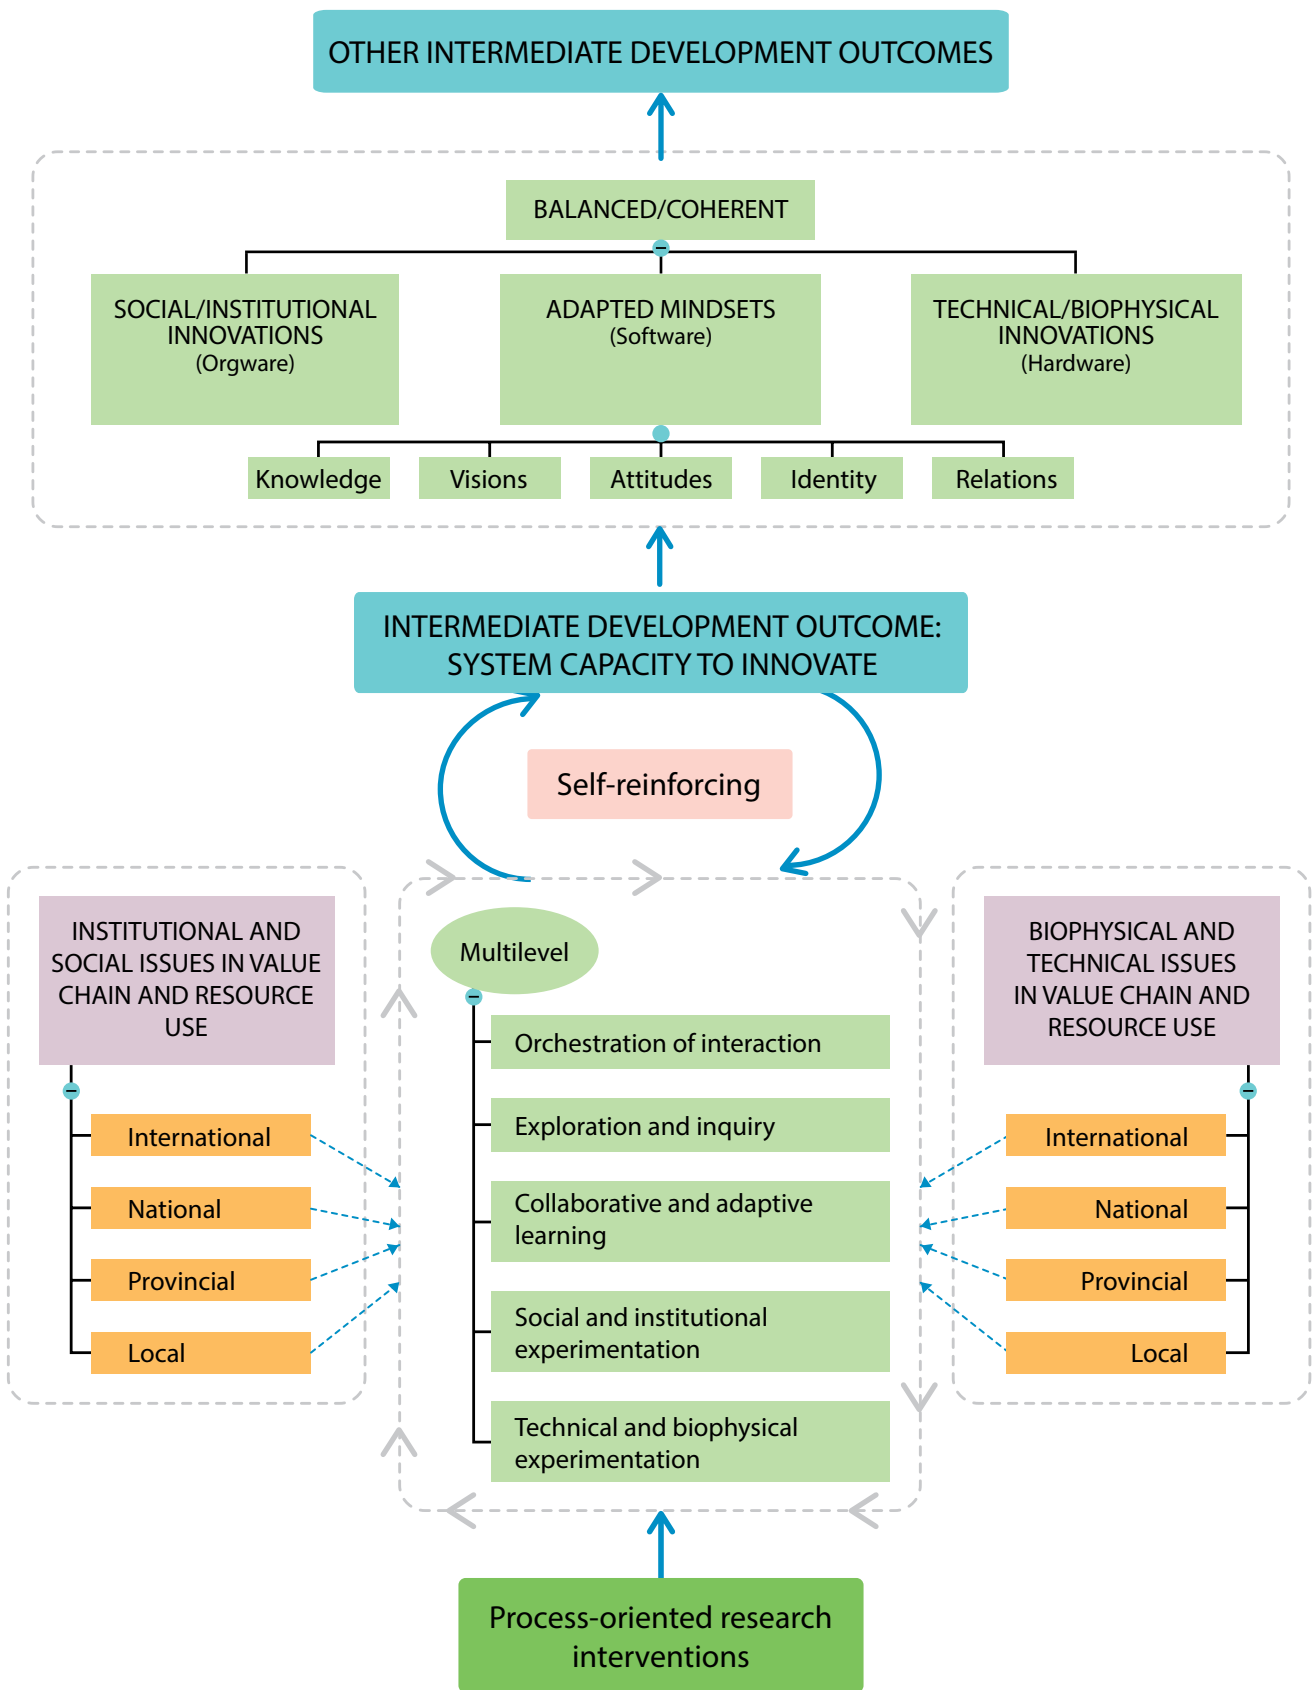 OTHER INTERMEDIATE DEVELOPMENT OUTCOMES
BALANCED/COHERENT
SOCIAL/INSTITUTIONAL
INNOVATIONS
(Orgware)
ADAPTED MINDSETS
(Software)
TECHNICAL/BIOPHYSICAL
INNOVATIONS
(Hardware)
Knowledge
Visions
Attitudes
Identity
Relations
INTERMEDIATE DEVELOPMENT OUTCOME:
SYSTEM CAPACITY TO INNOVATE
Self-reinforcing
INSTITUTIONAL AND
SOCIAL ISSUES IN VALUE
CHAIN AND RESOURCE
USE
International
National
Provincial
Local
Multilevel
Orchestration of interaction
Exploration and inquiry
Collaborative and adaptive
learning
Social and institutional
experimentation
Technical and biophysical
experimentation
BIOPHYSICAL AND
TECHNICAL ISSUES
IN VALUE CHAIN AND
RESOURCE USE
International
National
Provincial
Local
Process-oriented research
interventions